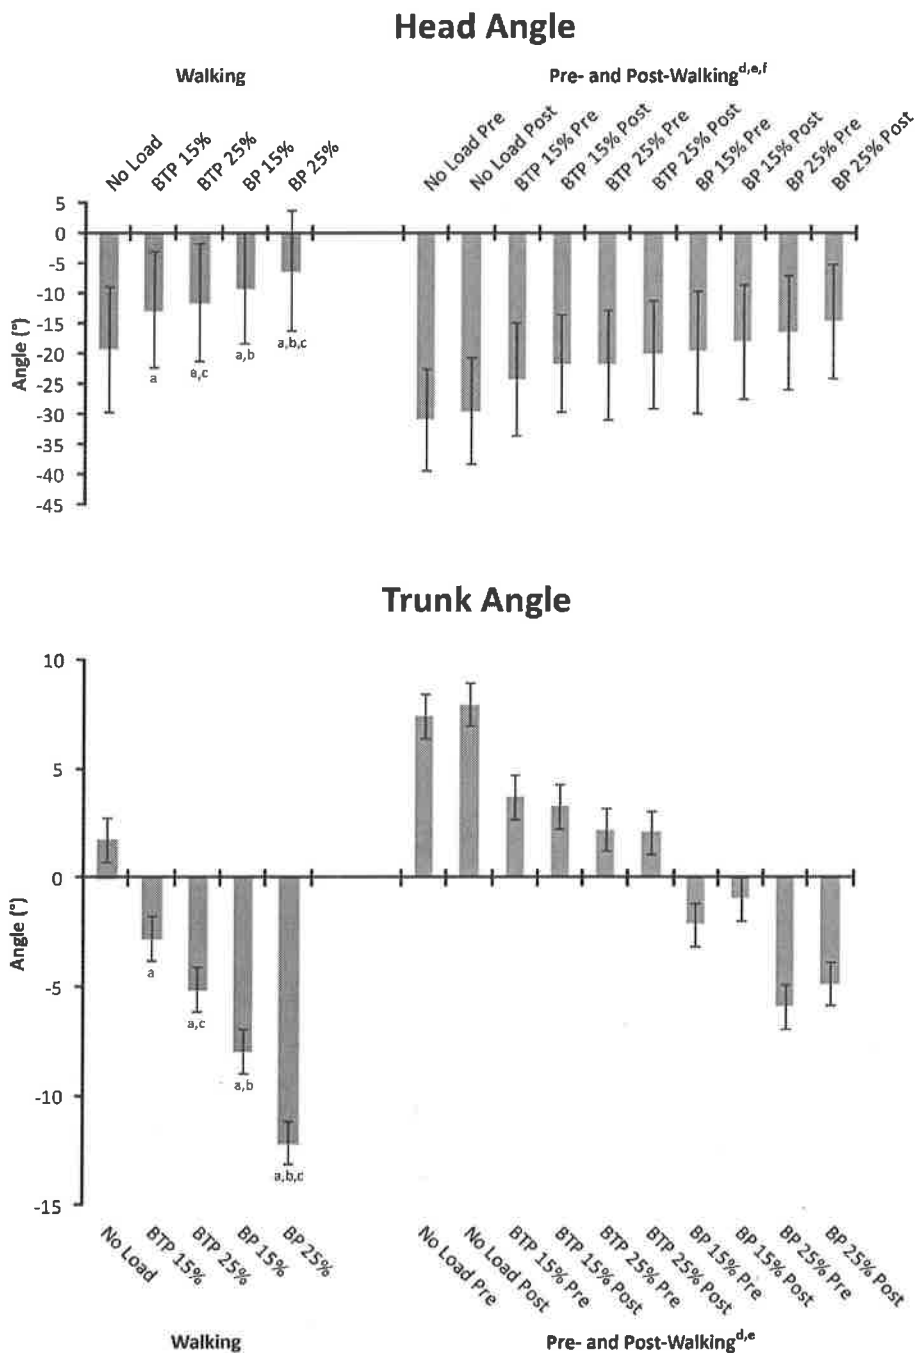 Head Angle
Walking
Pre- and Post-Walkingd,e,f
No Load
BTP 15%
BTP 25%
BP 15%
BP 25%
No Load Pre
No Load Post
BTP 15% Pre
BTP 15% Post
BTP 25% Pre
BTP 25% Post
BP 15% Pre
BP 15% Post
BP 25% Pre
BP 25% Post
5
0
-5
-10
-15
-20
-25
-30
-35
-40
-45
Angle (°)
a
a,c
a,b
a,b,c
Trunk Angle
10
5
0
-5
-10
-15
Angle (°)
a
a,c
a,b
a,b,c
No Load
BTP 15%
BTP 25%
BP 15%
BP 25%
No Load Pre
No Load Post
BTP 15% Pre
BTP 15% Post
BTP 25% Pre
BTP 25% Post
BP 15% Pre
BP 15% Post
BP 25% Pre
BP 25% Post
Walking
Pre- and Post-Walkingd,e